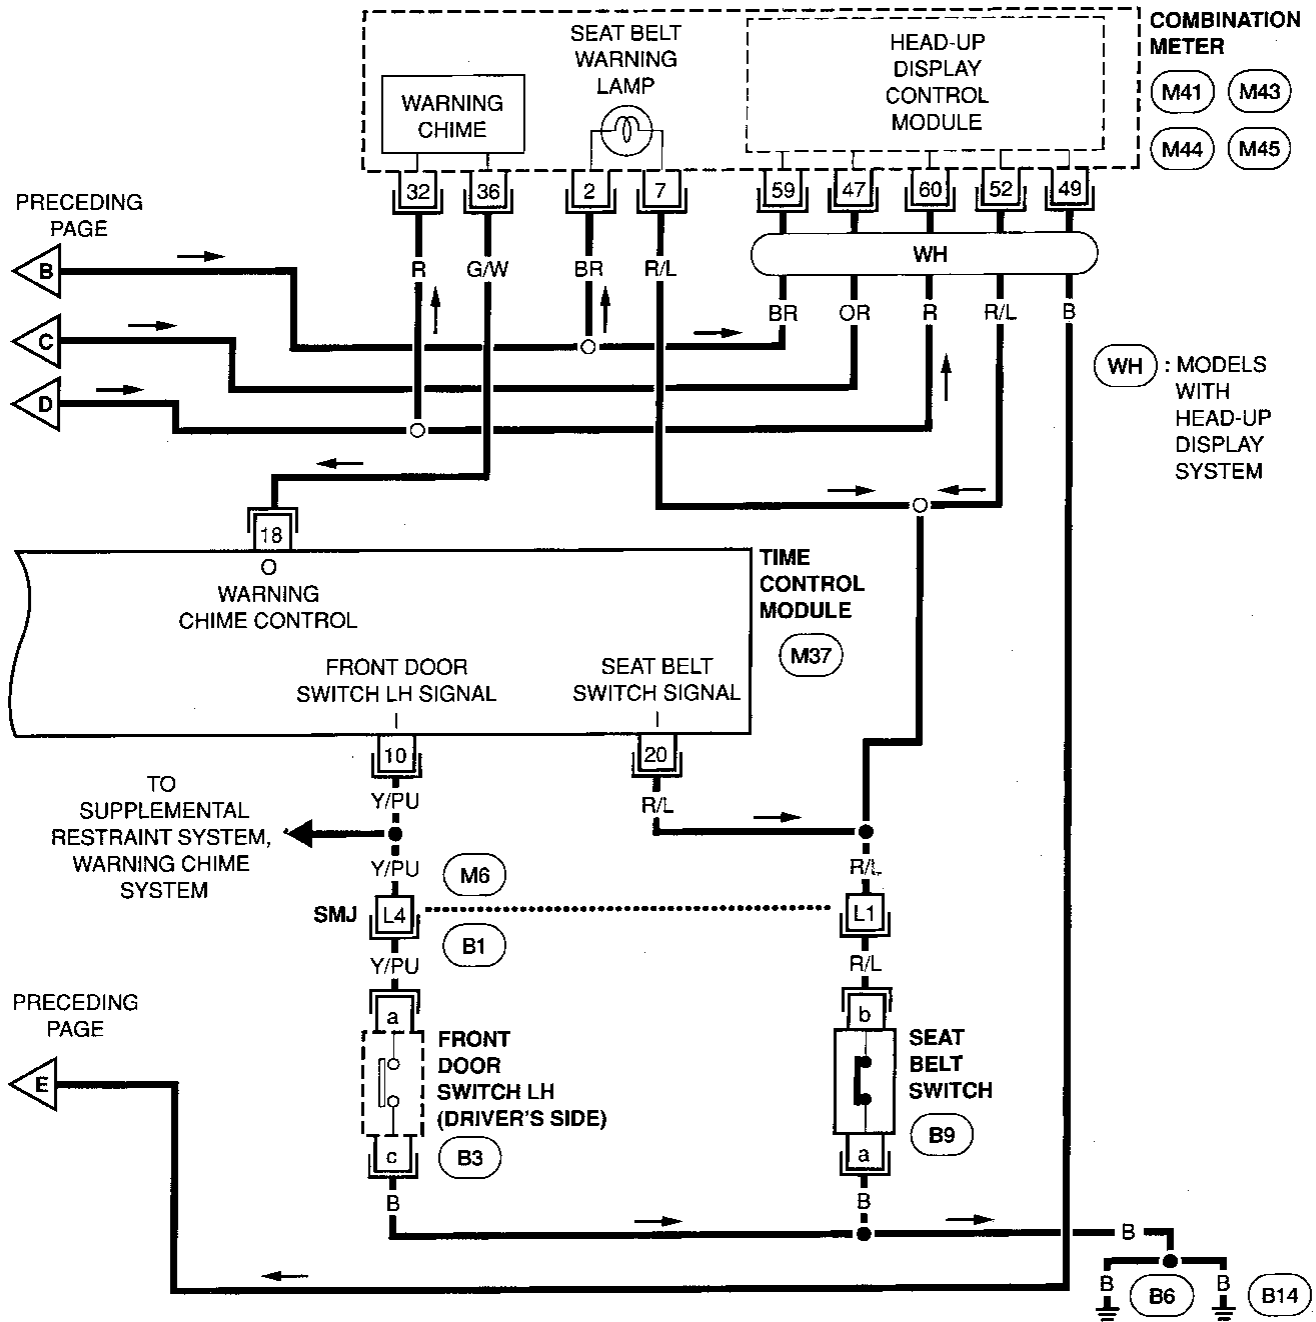 COMBINATION
METER
M41 M43
M44 M45
SEAT BELT
WARNING
LAMP
HEAD-UP
DISPLAY
CONTROL
MODULE
WARNING
CHIME
32 36 2 7 59 47 60 52 49
PRECEDING
PAGE
WH
B
R G/W BR R/L
BR OR R R/L B
C
D
WH : MODELS
WITH
HEAD-UP
DISPLAY
SYSTEM
18
WARNING
CHIME CONTROL
TIME
CONTROL
MODULE
M37
FRONT DOOR
SWITCH LH SIGNAL
SEAT BELT
SWITCH SIGNAL
10 20
Y/PU R/L
TO
SUPPLEMENTAL
RESTRAINT SYSTEM,
WARNING CHIME
SYSTEM
Y/PU M6 R/L
SMJ L4 L1
B1
Y/PU R/L
PRECEDING
PAGE
E
a
FRONT
DOOR
SWITCH LH
(DRIVER'S SIDE)
c B3
b
SEAT
BELT
SWITCH
a B9
B B
B
B B6 B B14